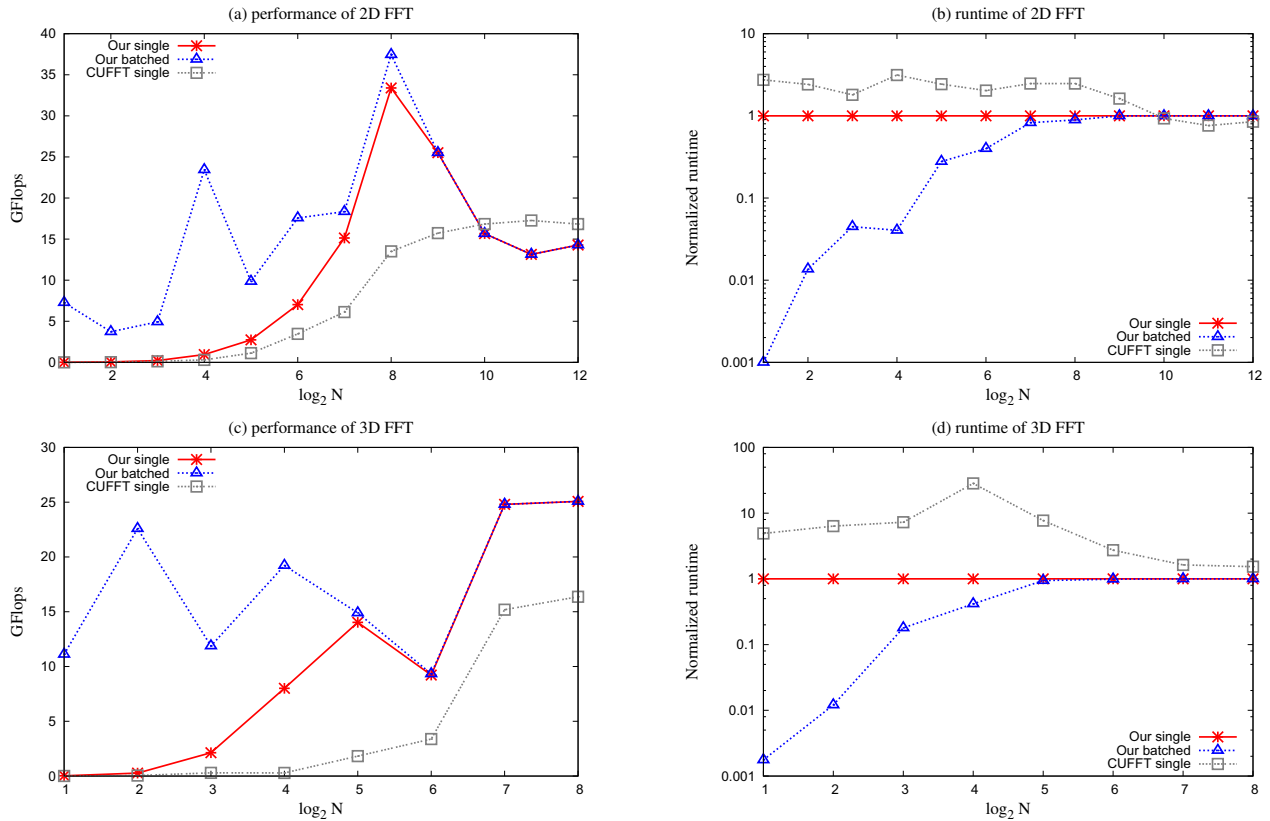 (a) performance of 2D FFT
Our single
Our batched
CUFFT single
GFlops
40
35
30
25
20
15
10
5
0
2 4 6 8 10 12
log2 N
(b) runtime of 2D FFT
Normalized runtime
10
1
0.1
0.01
0.001
Our single
Our batched
CUFFT single
2 4 6 8 10 12
log2 N
(c) performance of 3D FFT
Our single
Our batched
CUFFT single
GFlops
30
25
20
15
10
5
0
1 2 3 4 5 6 7 8
log2 N
(d) runtime of 3D FFT
Normalized runtime
100
10
1
0.1
0.01
0.001
Our single
Our batched
CUFFT single
1 2 3 4 5 6 7 8
log2 N